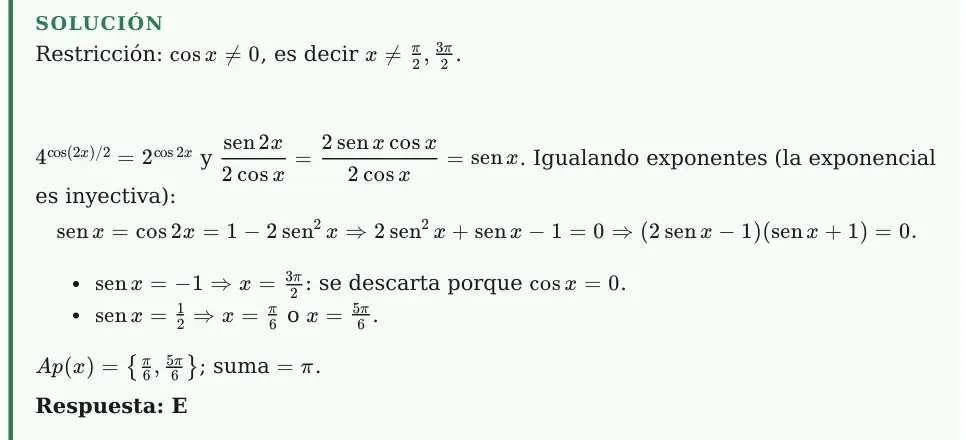 SOLUCIÓN
Restricción: cos x ≠ 0, es decir x ≠ π/2, 3π/2.
4^{cos(2x)/2} = 2^{cos 2x} y \frac{sen 2x}{2 cos x} = \frac{2 sen x cos x}{2 cos x} = sen x. Igualando exponentes (la exponencial
es inyectiva):
sen x = cos 2x = 1 − 2 sen² x ⇒ 2 sen² x + sen x − 1 = 0 ⇒ (2 sen x − 1)(sen x + 1) = 0.
• sen x = −1 ⇒ x = 3π/2: se descarta porque cos x = 0.
• sen x = 1/2 ⇒ x = π/6 o x = 5π/6.
Ap(x) = {π/6, 5π/6}; suma = π.
Respuesta: E